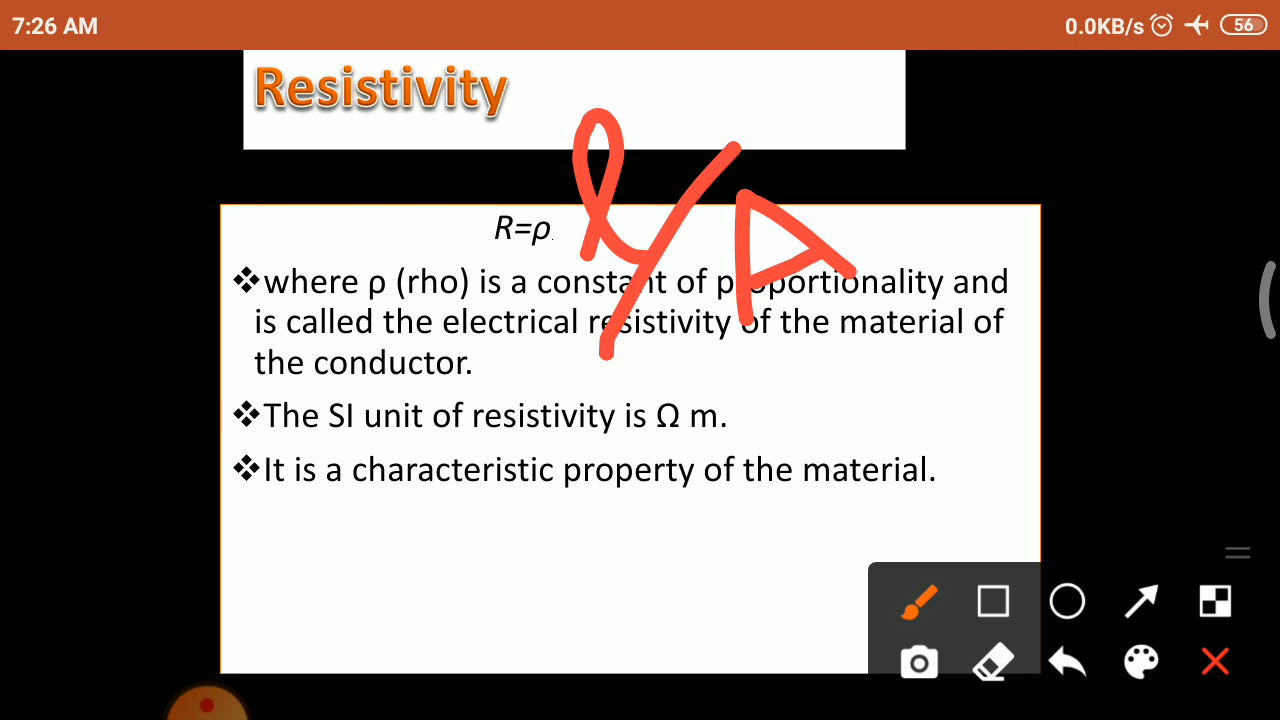 7:26 AM 0.0KB/s 56
Resistivity
R=ρ l/A
❖where ρ (rho) is a constant of proportionality and
is called the electrical resistivity of the material of
the conductor.
❖The SI unit of resistivity is Ω m.
❖It is a characteristic property of the material.